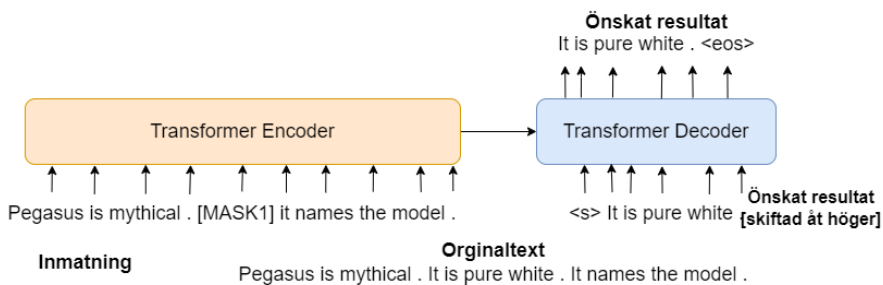 Önskat resultat
It is pure white . <eos>
Transformer Encoder
Transformer Decoder
Pegasus is mythical . [MASK1] it names the model .
<s> It is pure white .
Önskat resultat
[skiftad åt höger]
Inmatning
Orginaltext
Pegasus is mythical . It is pure white . It names the model .